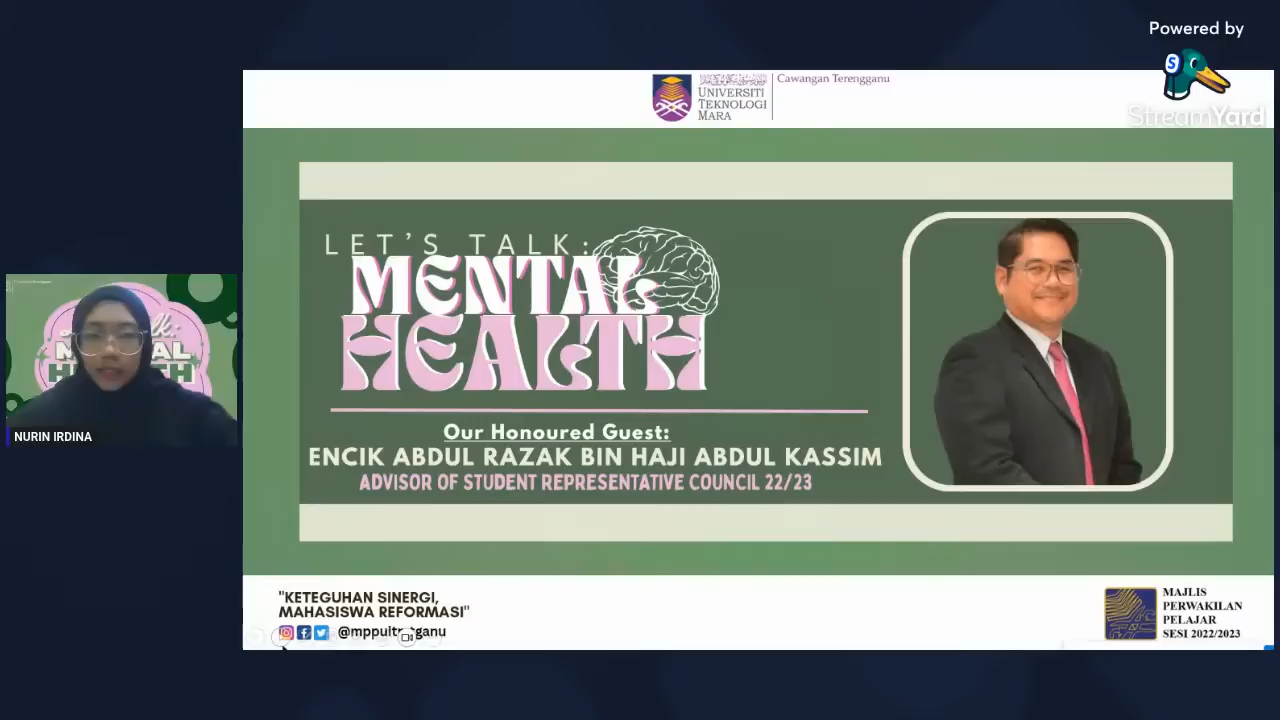 Powered by
StreamYard
UNIVERSITI
TEKNOLOGI
MARA
Cawangan Terengganu
LET'S TALK:
MENTAL
HEALTH
Our Honoured Guest:
ENCIK ABDUL RAZAK BIN HAJI ABDUL KASSIM
ADVISOR OF STUDENT REPRESENTATIVE COUNCIL 22/23
NURIN IRDINA
"KETEGUHAN SINERGI,
MAHASISWA REFORMASI"
MAJLIS
PERWAKILAN
PELAJAR
SESI 2022/2023